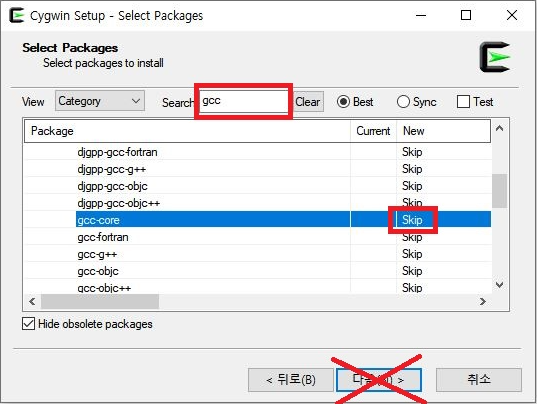 Cygwin Setup - Select Packages
Select Packages
Select packages to install
View Category Search gcc Clear Best Sync Test
Package Current New
djgpp-gcc-fortran Skip
djgpp-gcc-g++ Skip
djgpp-gcc-objc Skip
djgpp-gcc-objc++ Skip
gcc-core Skip
gcc-fortran Skip
gcc-g++ Skip
gcc-objc Skip
gcc-objc++ Skip
Hide obsolete packages
< 뒤로(B) 다음(N) > 취소